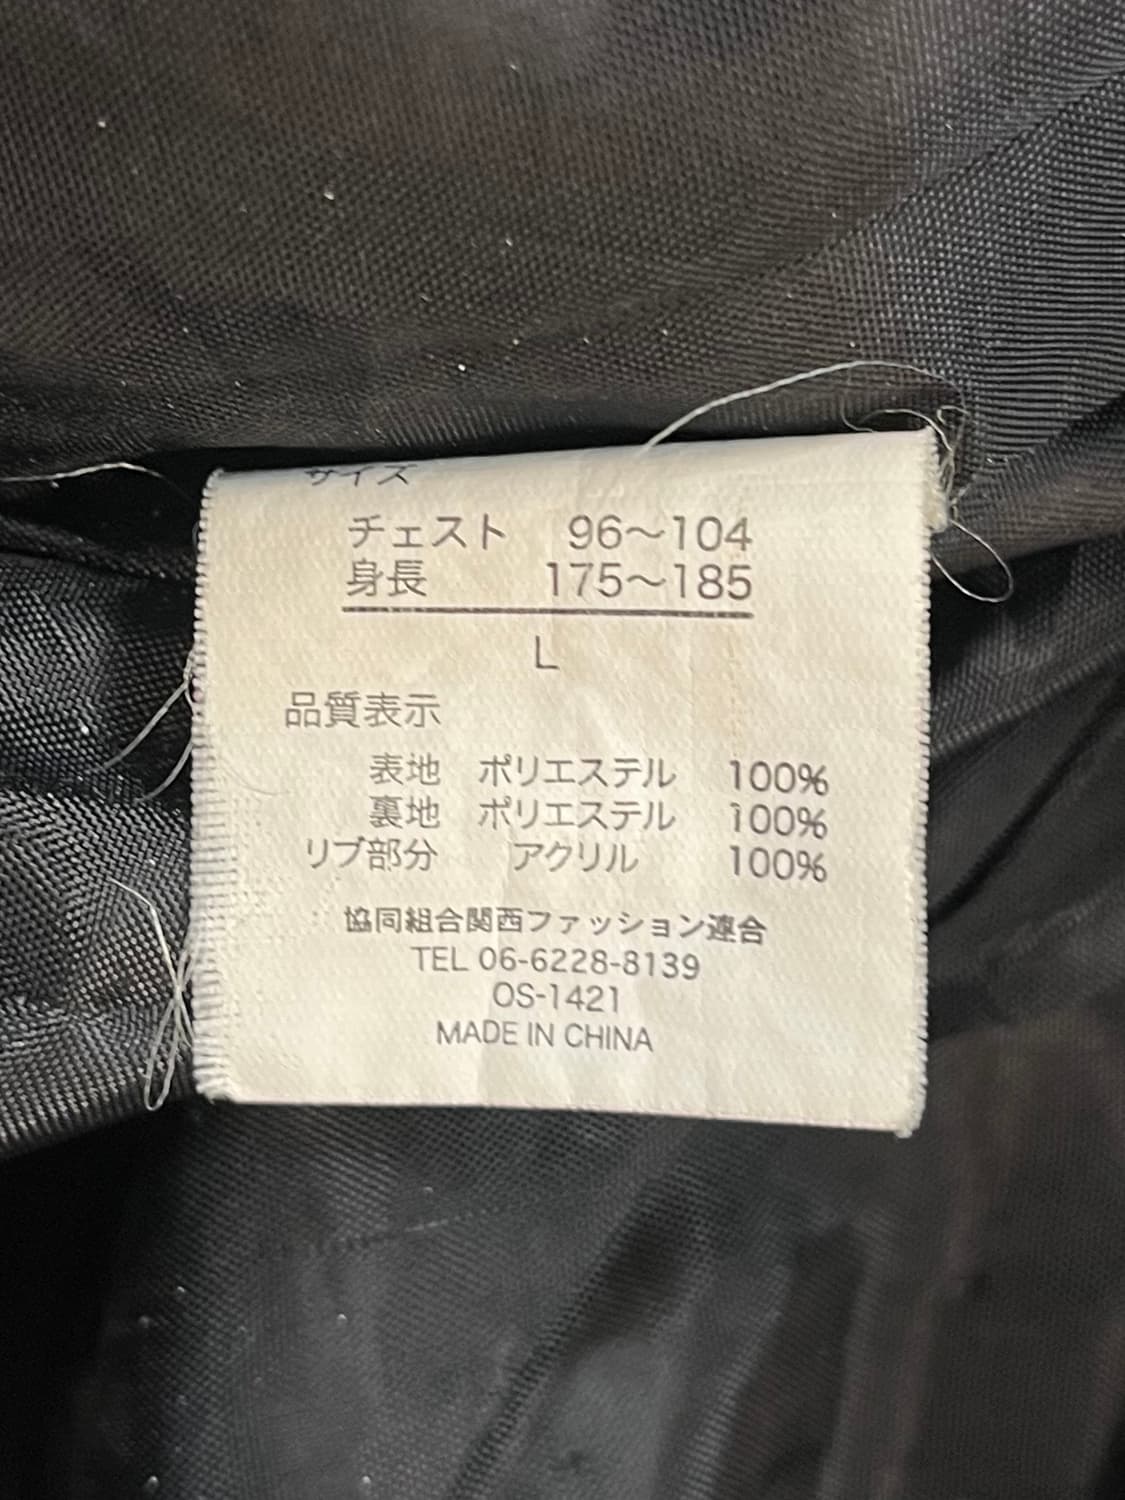 サイズ
チェスト 96～104
身長 175～185
L
品質表示
表地 ポリエステル 100%
裏地 ポリエステル 100%
リブ部分 アクリル 100%
協同組合関西ファッション連合
TEL 06-6228-8139
OS-1421
MADE IN CHINA